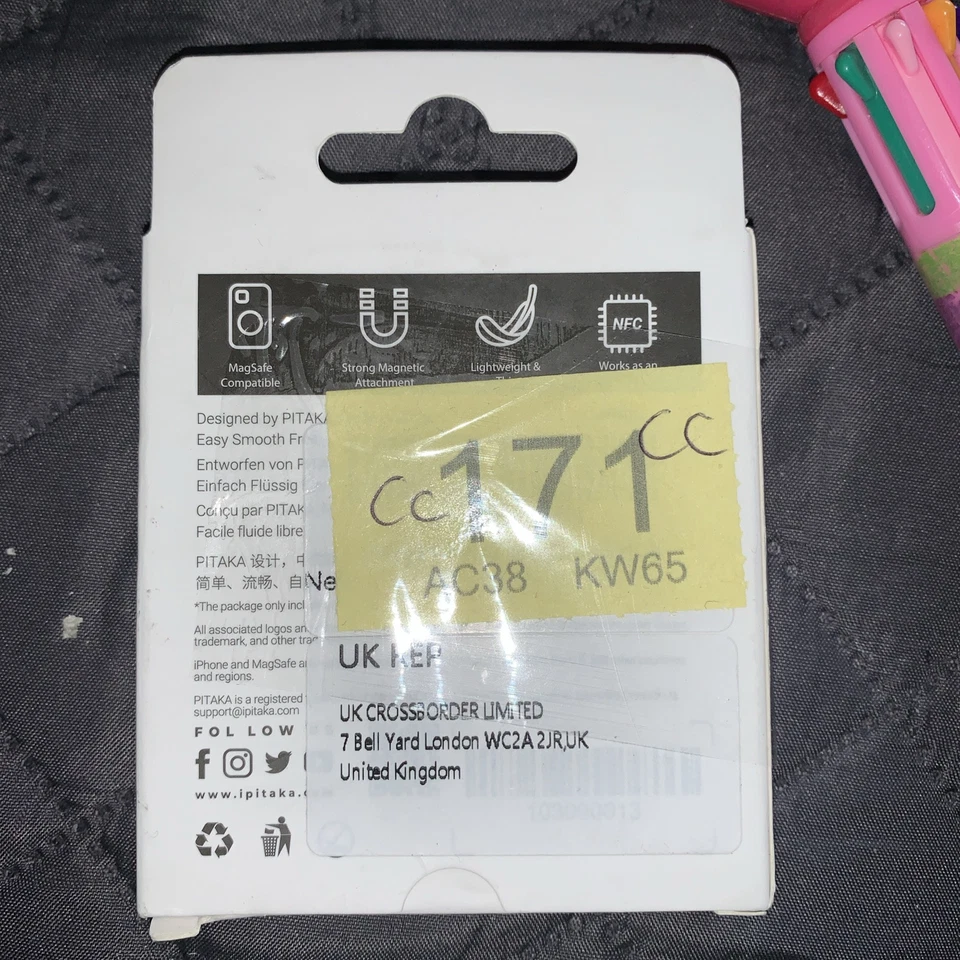 MagSafe
Compatible
Strong Magnetic
Attachment
Lightweight &
NFC
Works as an
Designed by PITAKA
Easy Smooth Fr
Entworfen von P
Einfach Flüssig
Conçu par PITAK
Facile fluide libre
PITAKA 设计，中
简单、流畅、自
Ne
*The package only incl
All associated logos an
trademark, and other trad
iPhone and MagSafe a
and regions.
PITAKA is a registered
support@ipitaka.com
FOLLOW
www.ipitaka.c
Cc 171 CC
AC38 KW65
UK REP
UK CROSSBORDER LIMITED
7 Bell Yard London WC2A 2JR,UK
United Kingdom
103000013